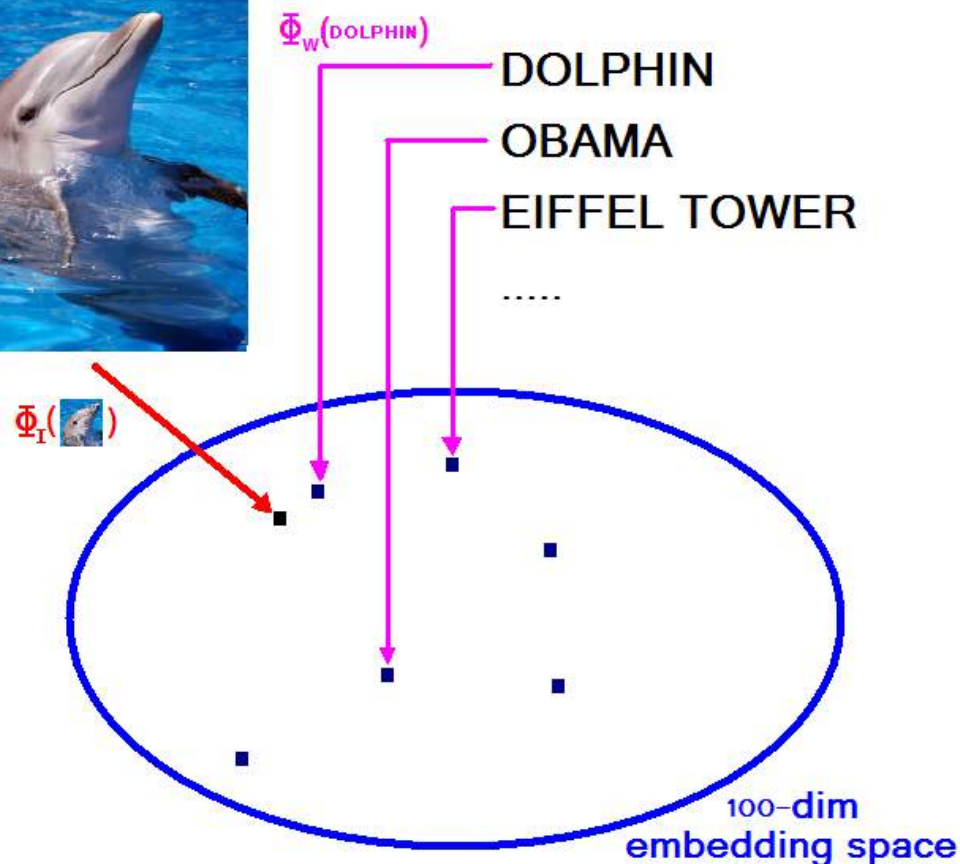 Φ_W(DOLPHIN)
DOLPHIN
OBAMA
EIFFEL TOWER
.....
Φ_I( )
100-dim
embedding space